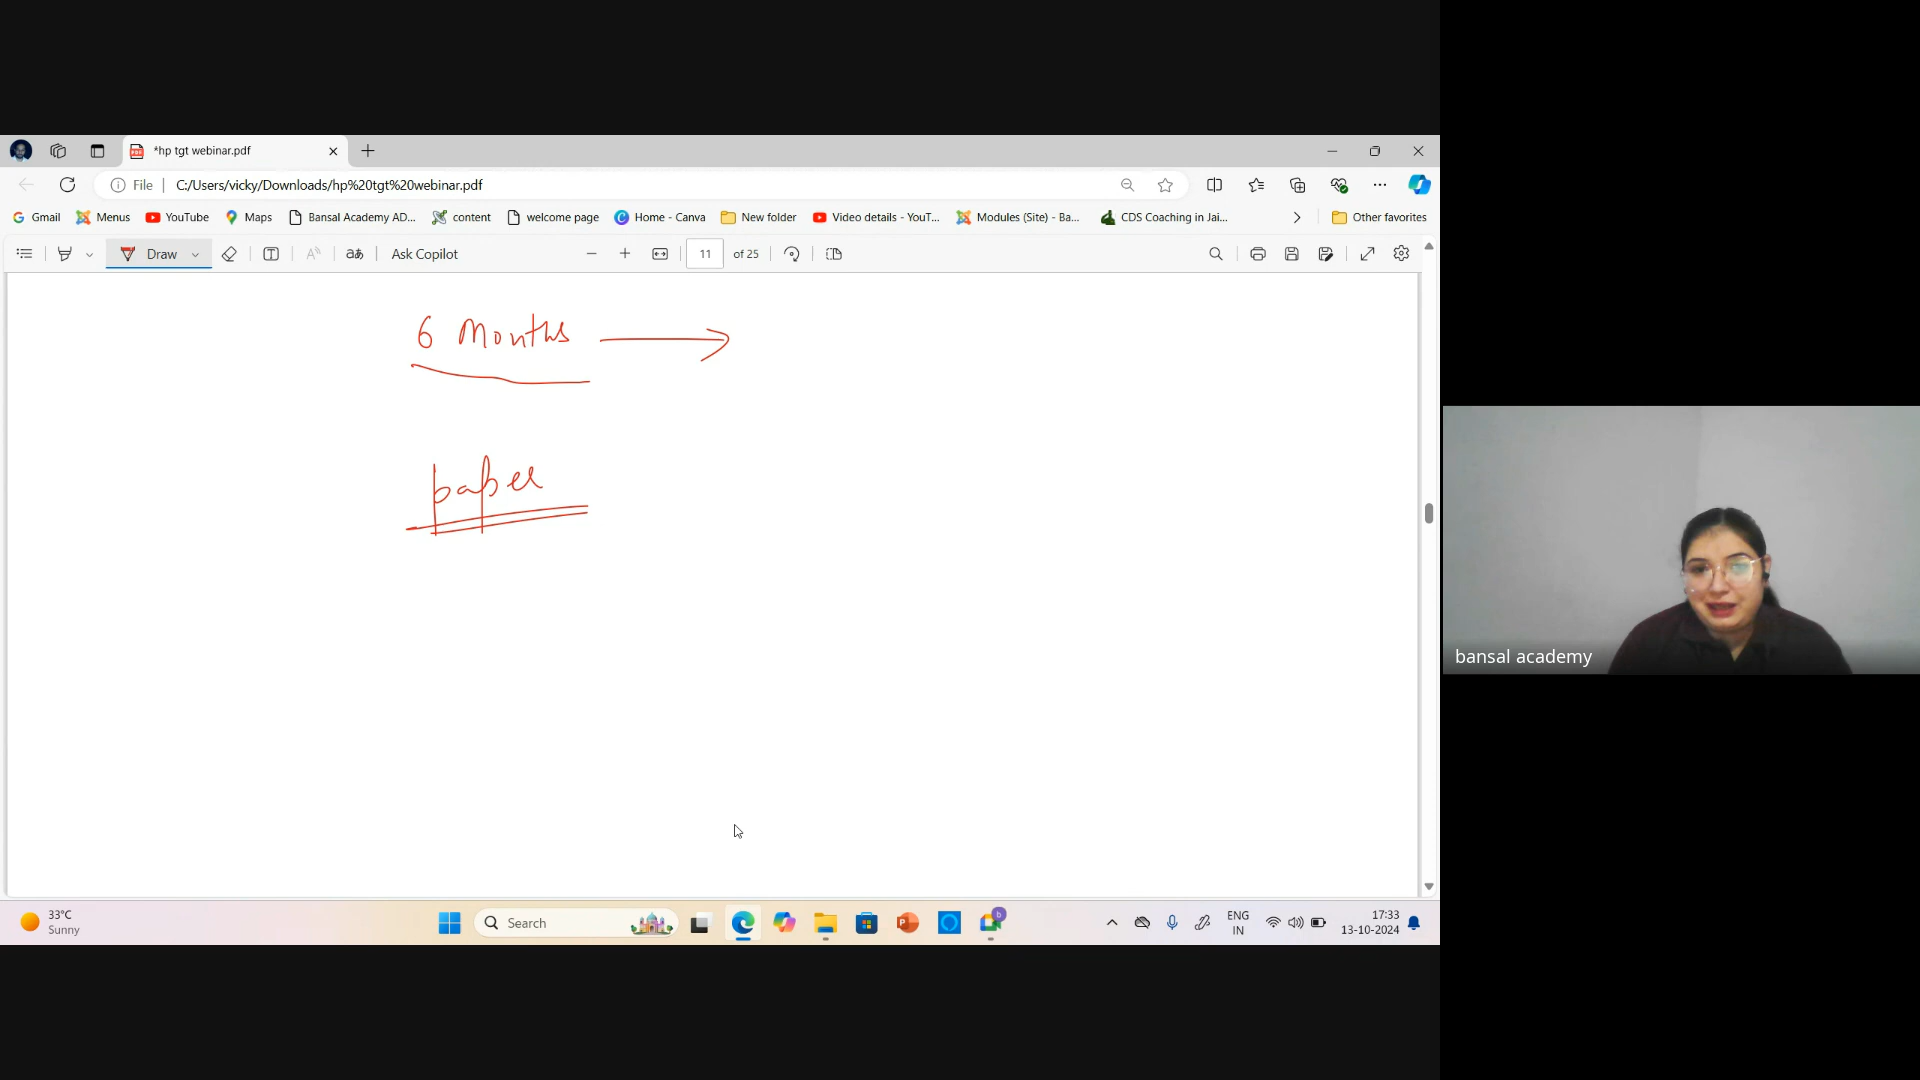 *hp tgt webinar.pdf
File C:/Users/vicky/Downloads/hp%20tgt%20webinar.pdf
Gmail Menus YouTube Maps Bansal Academy AD... content welcome page Home - Canva New folder Video details - YouT... Modules (Site) - Ba... CDS Coaching in Jai... Other favorites
Draw Ask Copilot 11 of 25
6 Months
paper
bansal academy
33°C
Sunny
Search
ENG
IN
17:33
13-10-2024